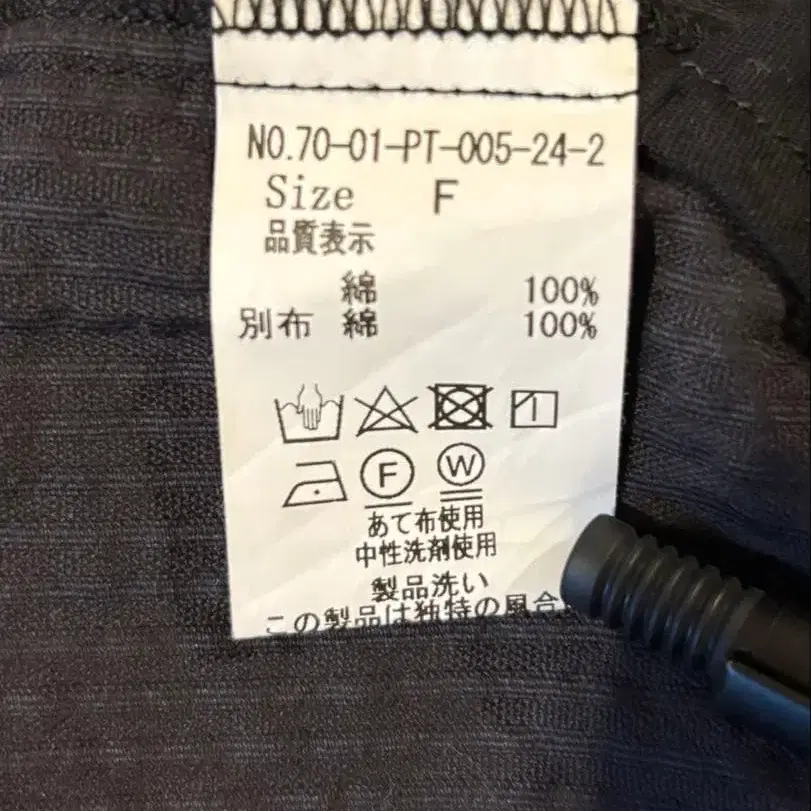 NO.70-01-PT-005-24-2
Size F
品質表示
綿 100%
別布 綿 100%
F W
あて布使用
中性洗剤使用
製品洗い
この製品は独特の風合